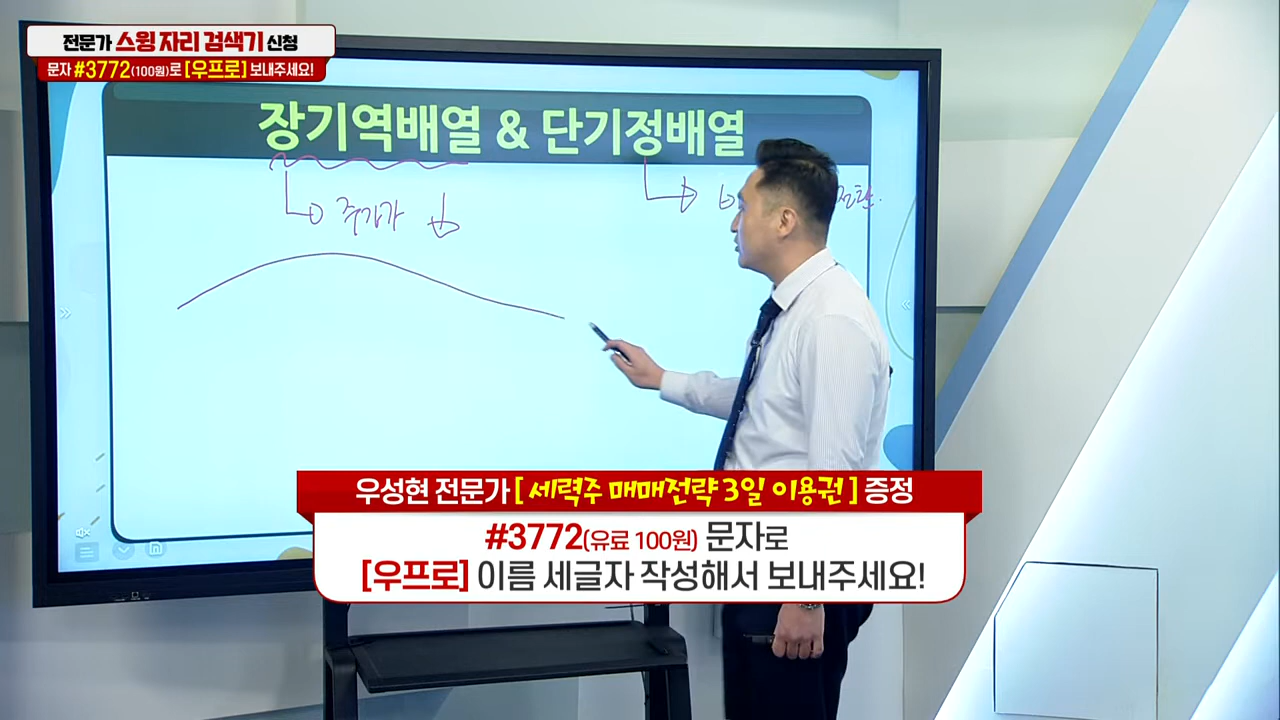 전문가 스윙 자리 검색기 신청
문자 #3772(100원)로 [우프로] 보내주세요!
장기역배열 & 단기정배열
주가가
전환.
우성현 전문가 [ 세력주 매매전략 3일 이용권 ] 증정
#3772(유료 100원) 문자로
[우프로] 이름 세글자 작성해서 보내주세요!